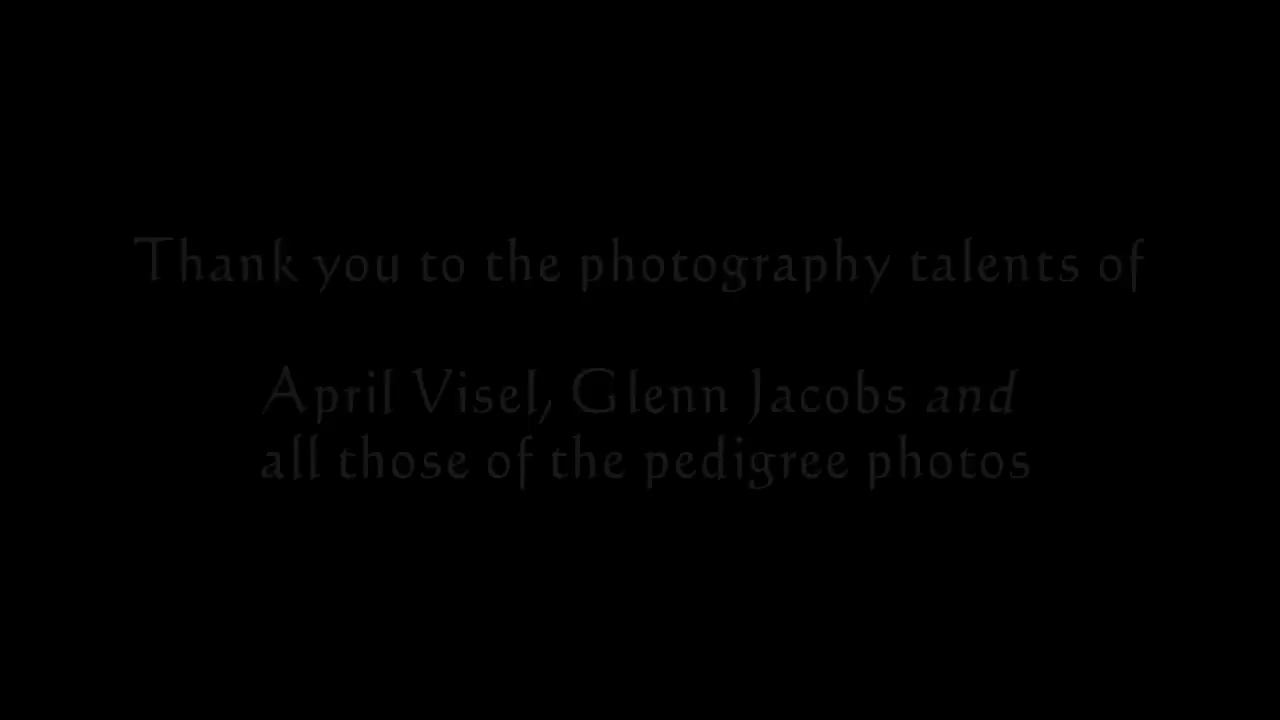 Thank you to the photography talents of
April Visel, Glenn Jacobs and
all those of the pedigree photos